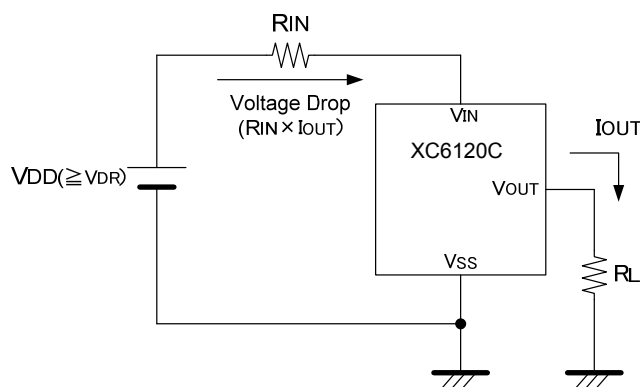 RIN
Voltage Drop
(RIN×IOUT)
VIN
IOUT
XC6120C
VDD(≧VDR)
VOUT
VSS
RL